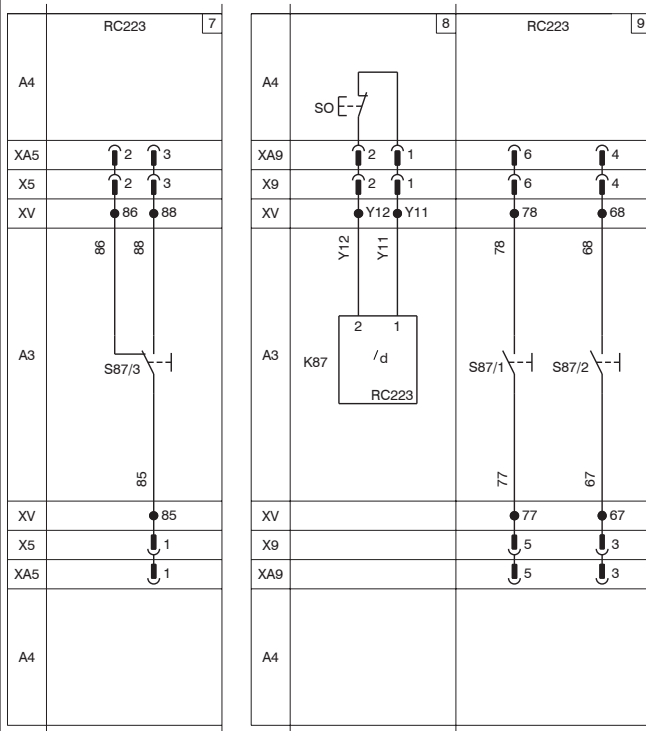 RC223 7 8 RC223 9
A4 A4
SO
XA5 2 3 XA9 2 1 6 4
X5 2 3 X9 2 1 6 4
XV 86 88 XV Y12 Y11 78 68
86 88 Y12 Y11 78 68
2 1
A3 S87/3 A3 K87 /d S87/1 S87/2
RC223
85 77 67
XV 85 XV 77 67
X5 1 X9 5 3
XA5 1 XA9 5 3
A4 A4